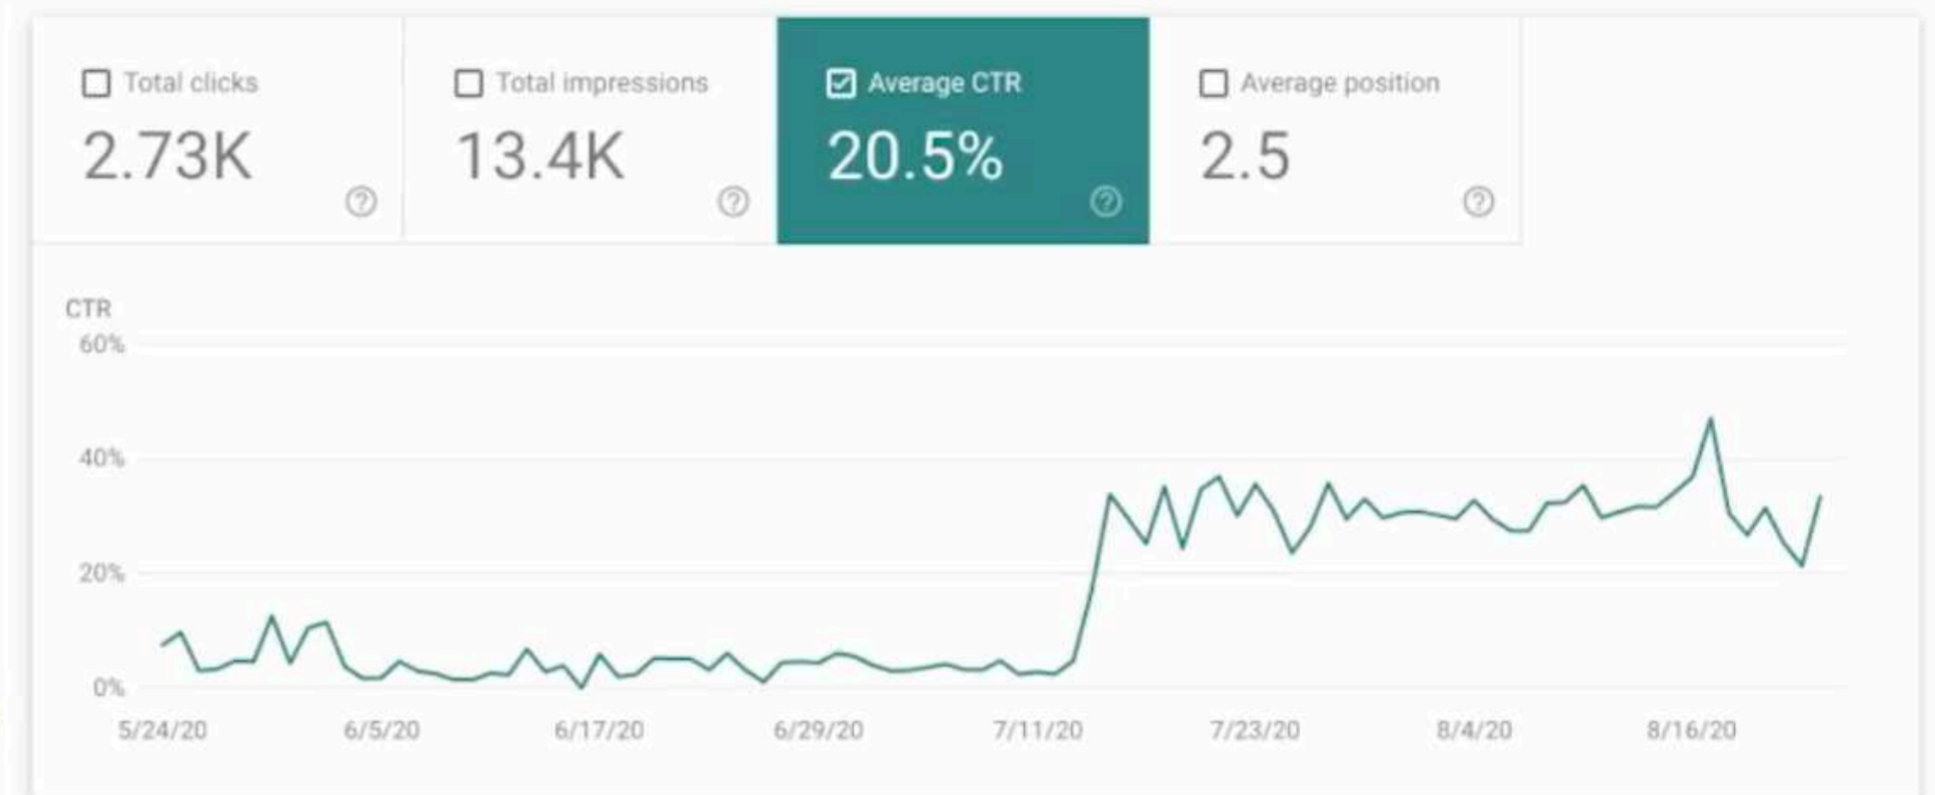 Total clicks
2.73K
Total impressions
13.4K
Average CTR
20.5%
Average position
2.5
CTR
60%
40%
20%
0%
5/24/20 6/5/20 6/17/20 6/29/20 7/11/20 7/23/20 8/4/20 8/16/20